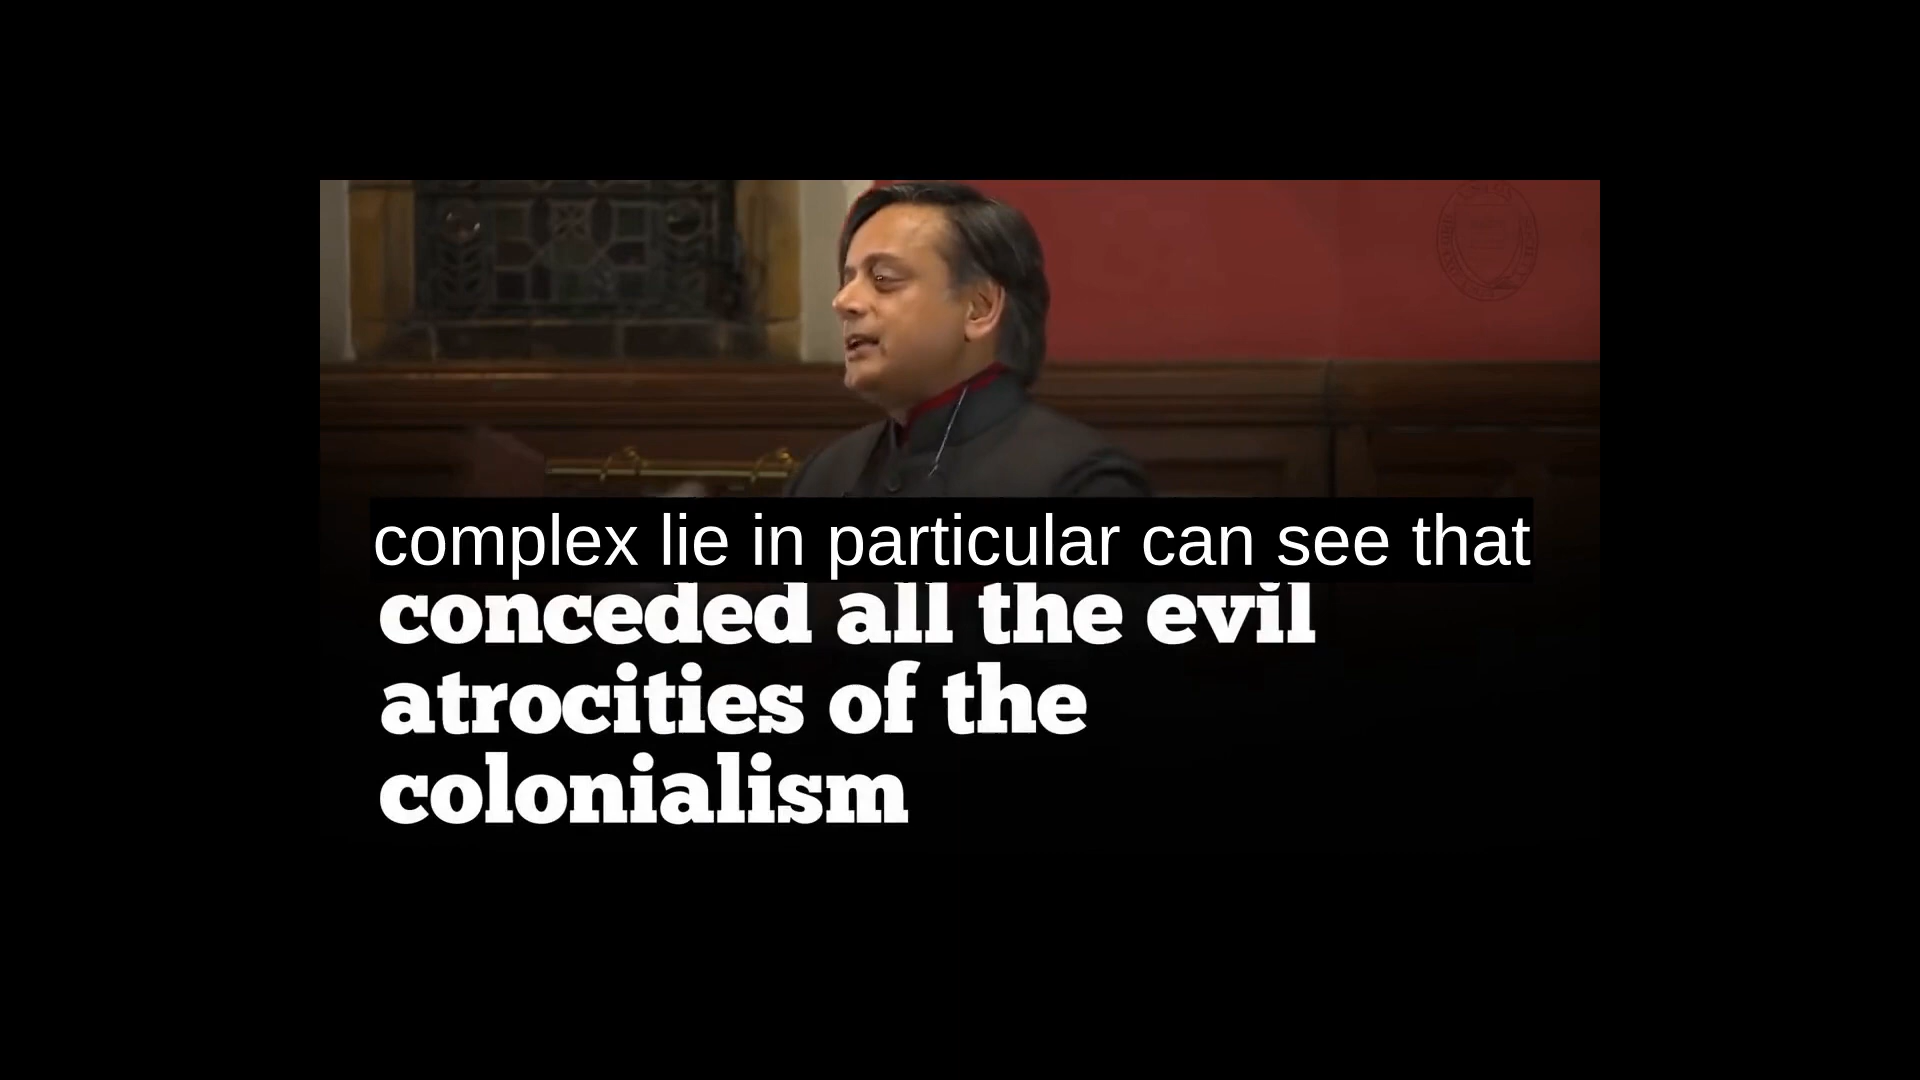 complex lie in particular can see that
conceded all the evil
atrocities of the
colonialism